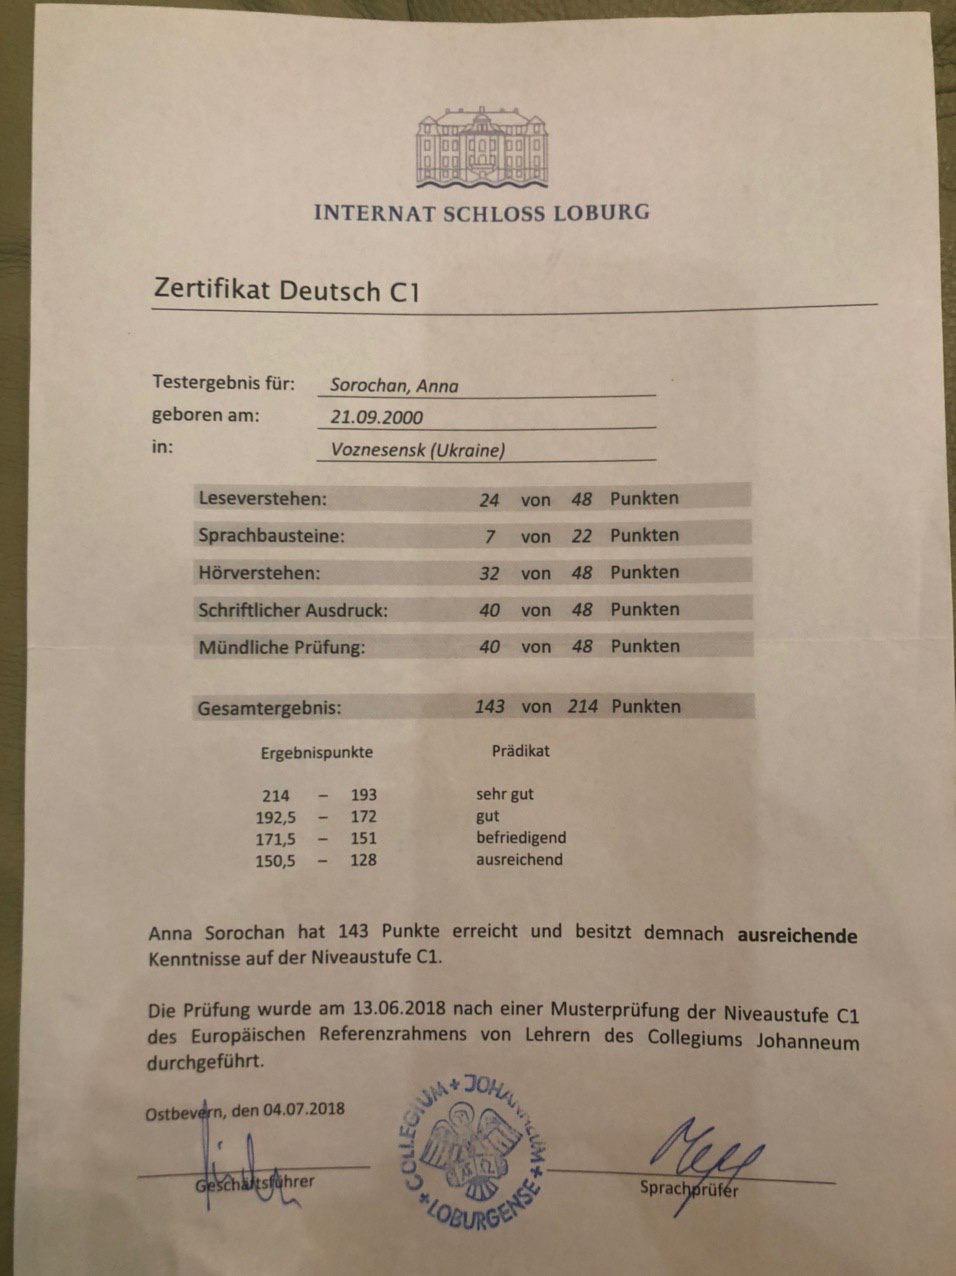 INTERNAT SCHLOSS LOBURG
Zertifikat Deutsch C1
Testergebnis für: Sorochan, Anna
geboren am: 21.09.2000
in: Voznesensk (Ukraine)
Leseverstehen: 24 von 48 Punkten
Sprachbausteine: 7 von 22 Punkten
Hörverstehen: 32 von 48 Punkten
Schriftlicher Ausdruck: 40 von 48 Punkten
Mündliche Prüfung: 40 von 48 Punkten
Gesamtergebnis: 143 von 214 Punkten
Ergebnispunkte Prädikat
214 – 193 sehr gut
192,5 – 172 gut
171,5 – 151 befriedigend
150,5 – 128 ausreichend
Anna Sorochan hat 143 Punkte erreicht und besitzt demnach ausreichende
Kenntnisse auf der Niveaustufe C1.
Die Prüfung wurde am 13.06.2018 nach einer Musterprüfung der Niveaustufe C1
des Europäischen Referenzrahmens von Lehrern des Collegiums Johanneum
durchgeführt.
Ostbevern, den 04.07.2018
COLLEGIUM + JOHANNEUM + LOBURGENSE +
Geschäftsführer
Sprachprüfer